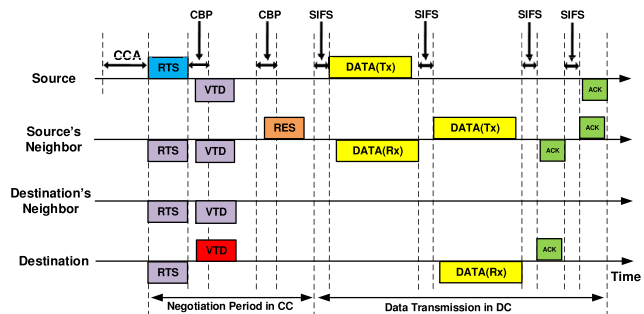 CBP CBP SIFS SIFS SIFS SIFS
CCA RTS DATA(Tx)
Source
VTD ACK
RES DATA(Tx) ACK
Source's
Neighbor
RTS VTD DATA(Rx) ACK
Destination's
Neighbor
RTS VTD
VTD ACK
Destination
RTS DATA(Rx) Time
Negotiation Period in CC Data Transmission in DC